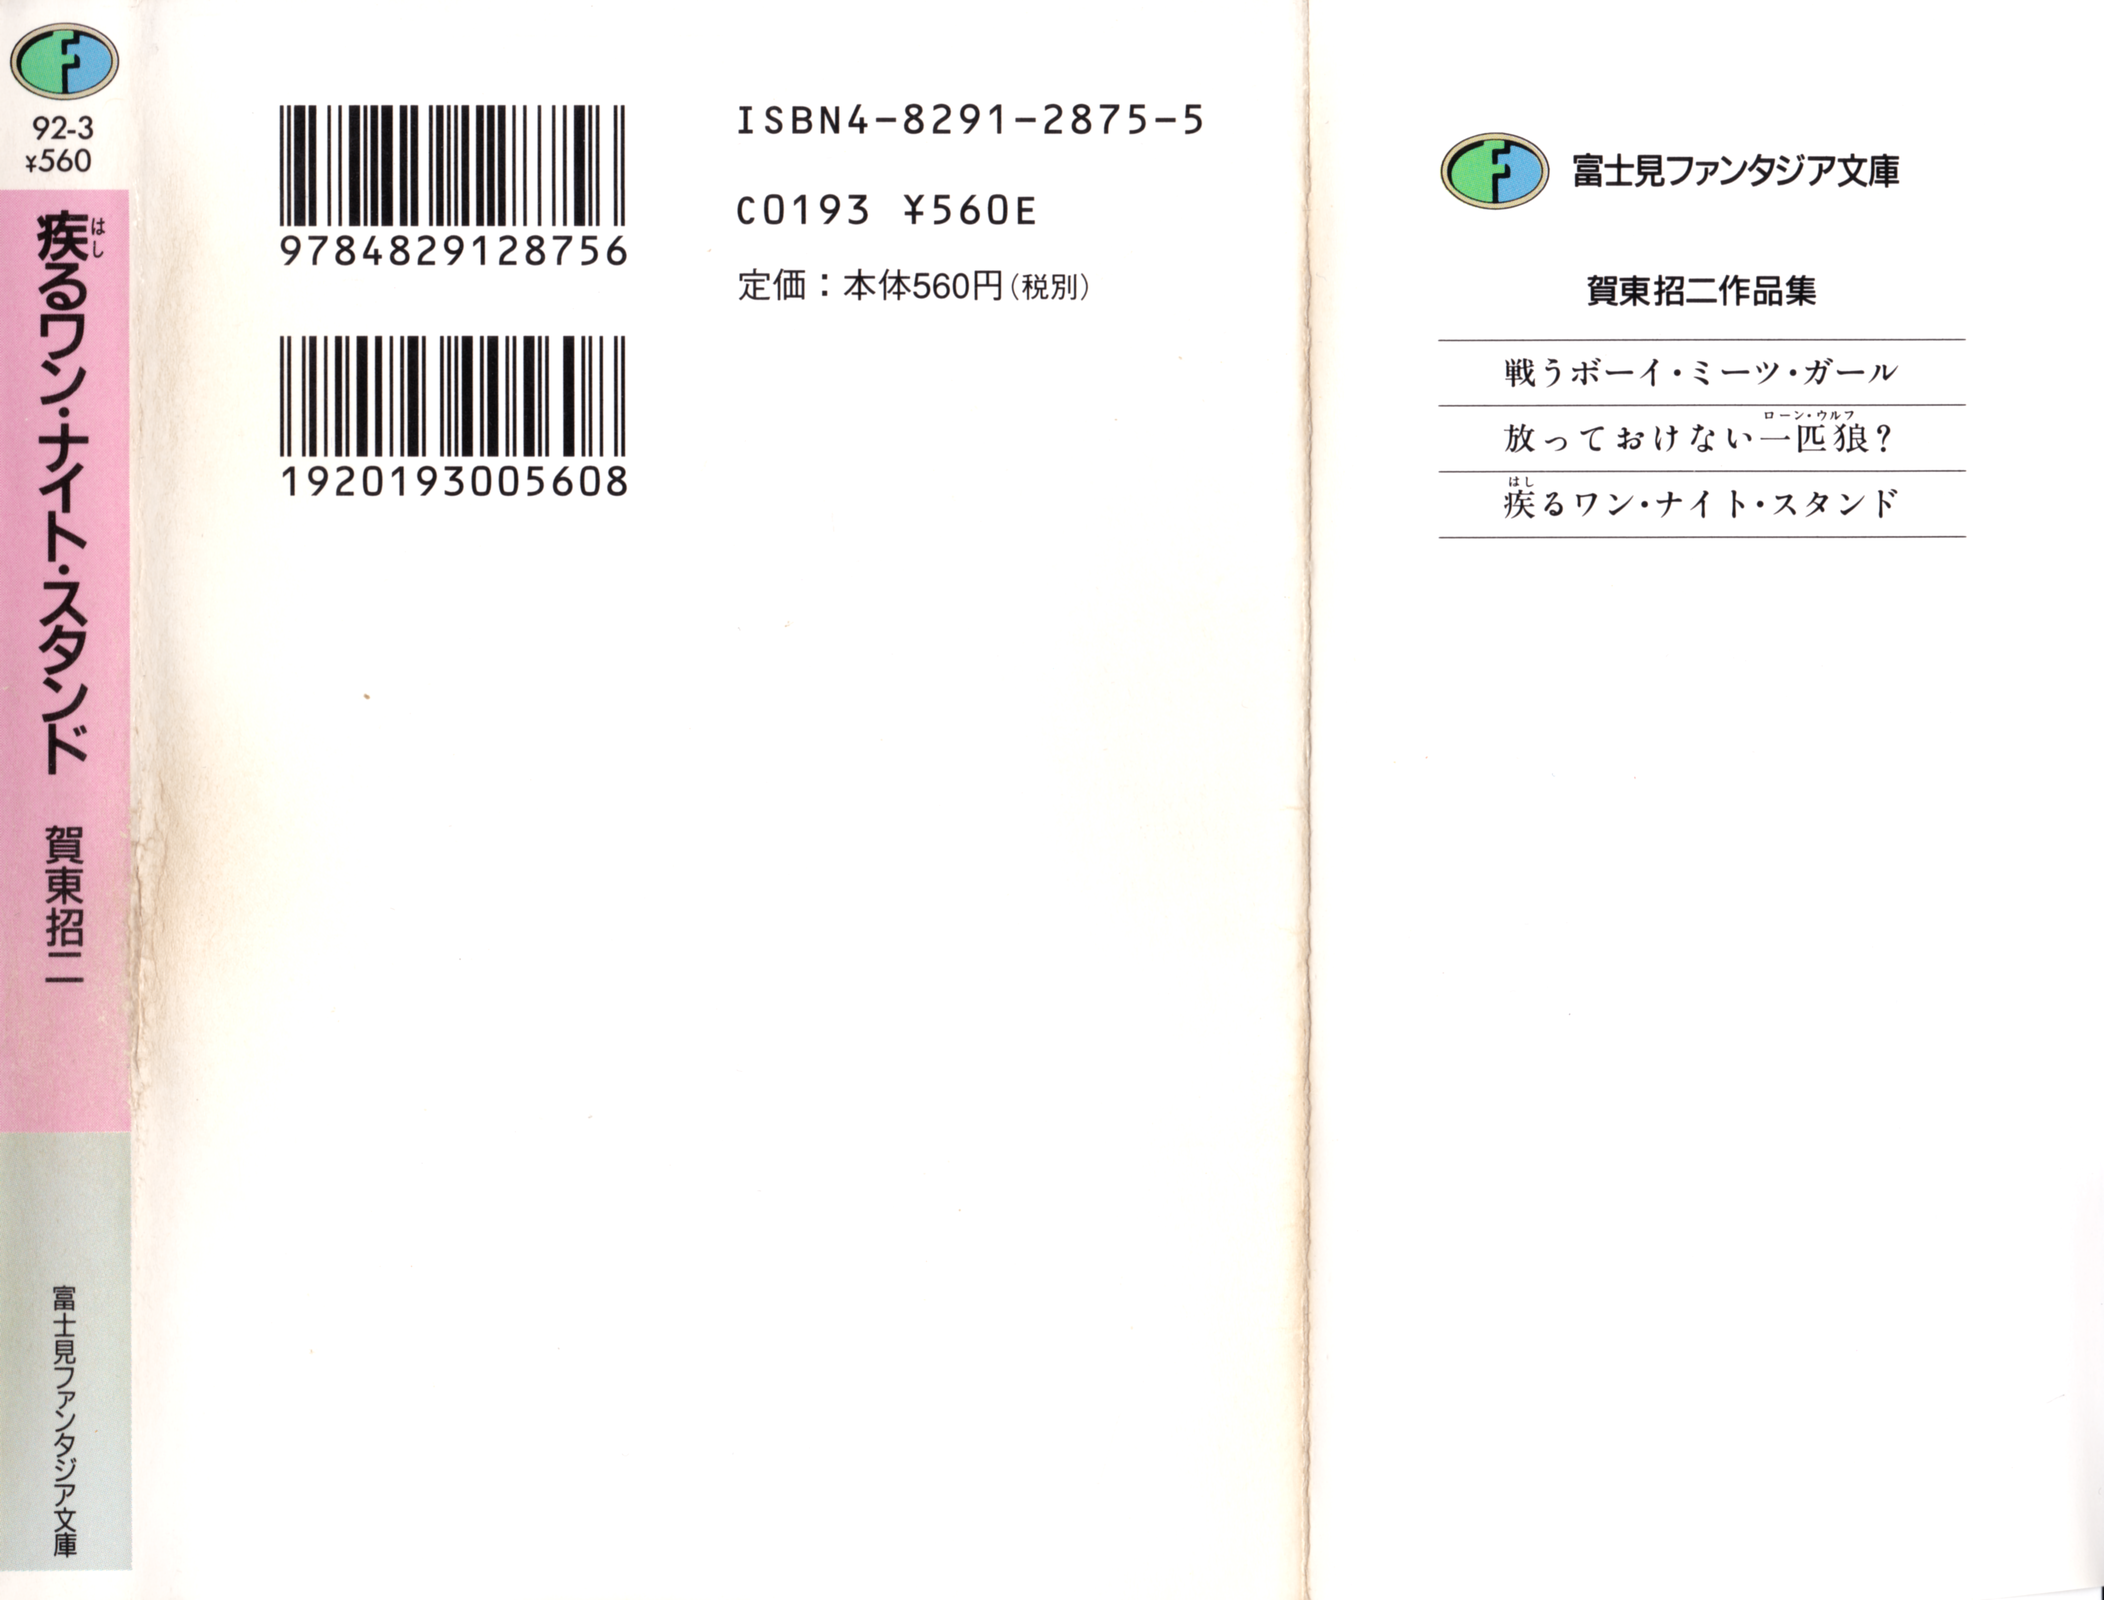 92-3
¥560
疾るワン・ナイト・スタンド
はし
賀東招二
富士見ファンタジア文庫
9784829128756
1920193005608
ISBN4-8291-2875-5
C0193 ¥560E
定価：本体560円（税別）
富士見ファンタジア文庫
賀東招二作品集
戦うボーイ・ミーツ・ガール
ローン・ウルフ
放っておけない一匹狼？
はし
疾るワン・ナイト・スタンド